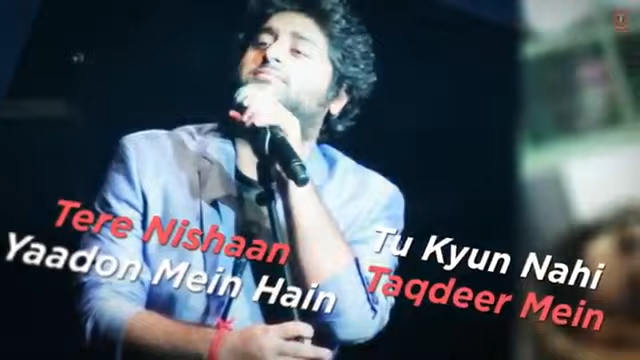 Tere Nishaan
Yaadon Mein Hain
Tu Kyun Nahi
Taqdeer Mein